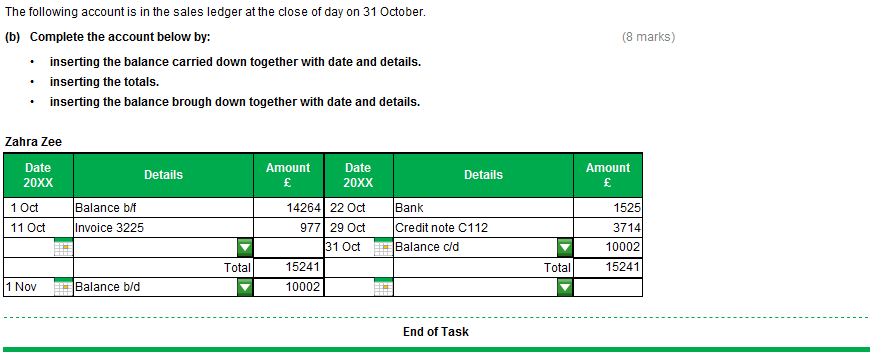 The following account is in the sales ledger at the close of day on 31 October.
(b) Complete the account below by: (8 marks)
• inserting the balance carried down together with date and details.
• inserting the totals.
• inserting the balance brough down together with date and details.
Zahra Zee
Date 20XX Details Amount £ Date 20XX Details Amount £
1 Oct Balance b/f 14264 22 Oct Bank 1525
11 Oct Invoice 3225 977 29 Oct Credit note C112 3714
31 Oct Balance c/d 10002
Total 15241 Total 15241
1 Nov Balance b/d 10002
End of Task